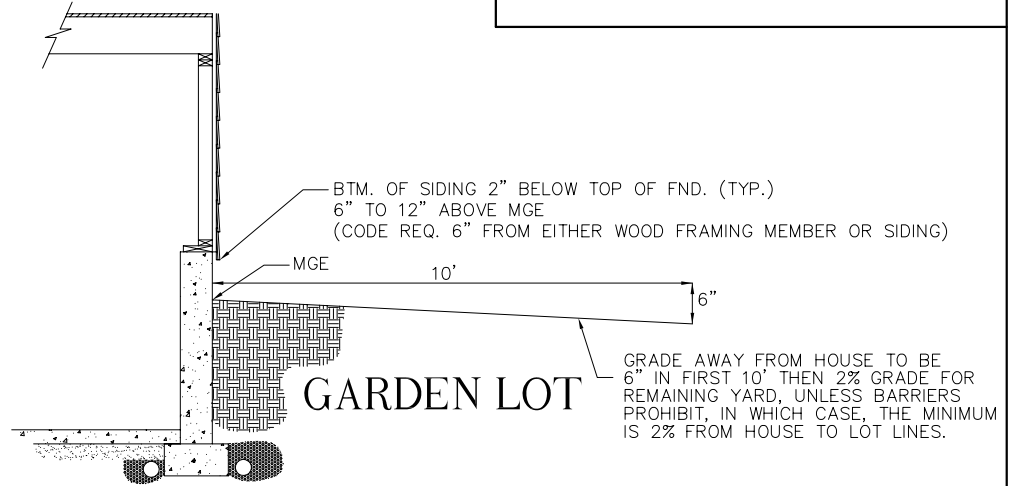 BTM. OF SIDING 2" BELOW TOP OF FND. (TYP.)
6" TO 12" ABOVE MGE
(CODE REQ. 6" FROM EITHER WOOD FRAMING MEMBER OR SIDING)
MGE
10'
6"
GRADE AWAY FROM HOUSE TO BE
6" IN FIRST 10' THEN 2% GRADE FOR
REMAINING YARD, UNLESS BARRIERS
PROHIBIT, IN WHICH CASE, THE MINIMUM
IS 2% FROM HOUSE TO LOT LINES.
GARDEN LOT